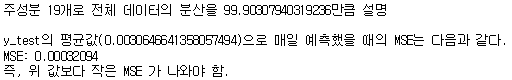 주성분 19개로 전체 데이터의 분산을 99.90307940319236만큼 설명
y_test의 평균값(0.0030646641358057494)으로 매일 예측했을 때의 MSE는 다음과 같다.
MSE: 0.00032094
즉, 위 값보다 작은 MSE 가 나와야 함.